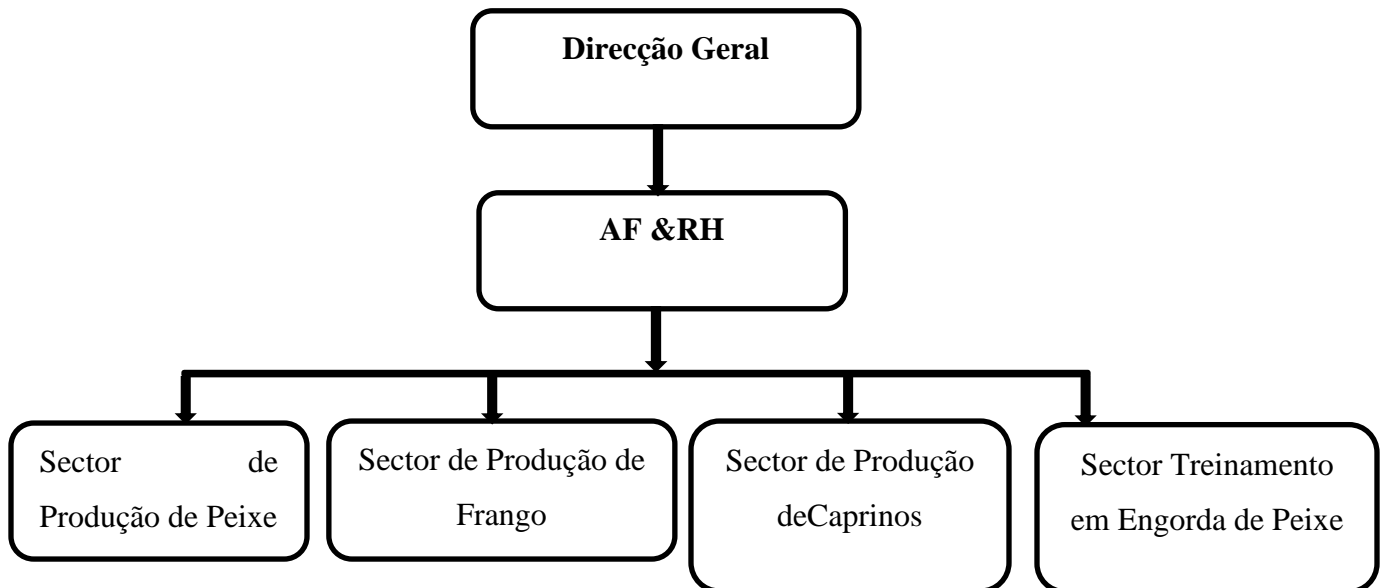 Direcção Geral
AF &RH
Sector de
Produção de Peixe
Sector de Produção de
Frango
Sector de Produção
deCaprinos
Sector Treinamento
em Engorda de Peixe